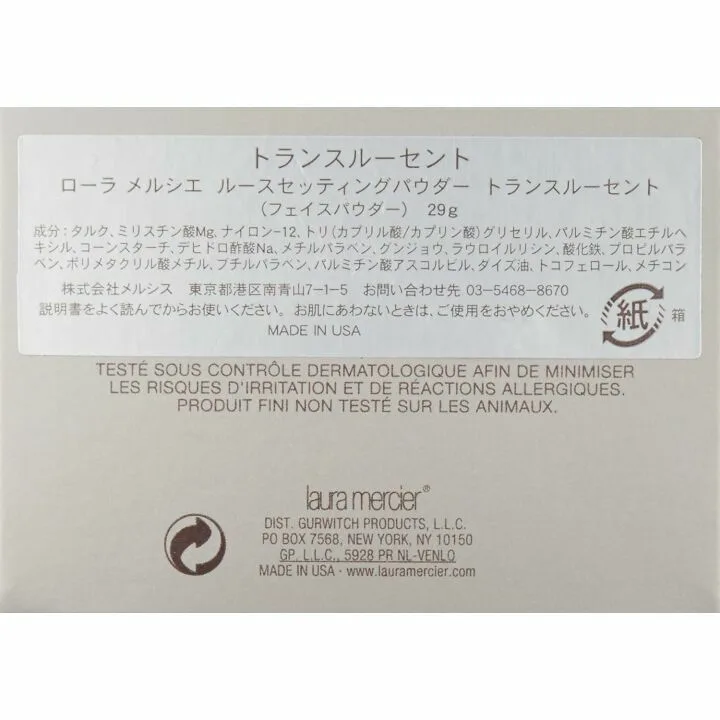 トランスルーセント
ローラ メルシエ ルースセッティングパウダー トランスルーセント
（フェイスパウダー） 29g
成分：タルク、ミリスチン酸Mg、ナイロン-12、トリ（カプリル酸/カプリン酸）グリセリル、パルミチン酸エチルヘ
キシル、コーンスターチ、デヒドロ酢酸Na、メチルパラベン、グンジョウ、ラウロイルリシン、酸化鉄、プロピルパラ
ベン、ポリメタクリル酸メチル、ブチルパラベン、パルミチン酸アスコルビル、ダイズ油、トコフェロール、メチコン
株式会社メルシス 東京都港区南青山7-1-5 お問い合わせ先 03-5468-8670
説明書をよく読んでからお使いください。 お肌にあわないときは、ご使用をおやめください。
MADE IN USA
紙 箱
TESTÉ SOUS CONTRÔLE DERMATOLOGIQUE AFIN DE MINIMISER
LES RISQUES D'IRRITATION ET DE RÉACTIONS ALLERGIQUES.
PRODUIT FINI NON TESTÉ SUR LES ANIMAUX.
laura mercier®
DIST. GURWITCH PRODUCTS, L.L.C.
PO BOX 7568, NEW YORK, NY 10150
GP, L.L.C., 5928 PR NL-VENLO
MADE IN USA · www.lauramercier.com